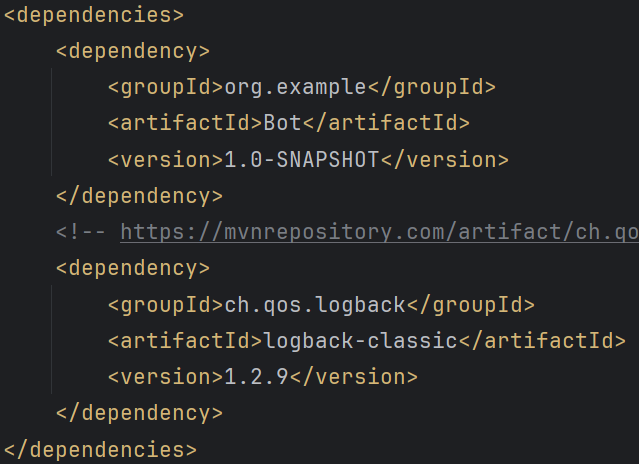 <dependencies>
<dependency>
<groupId>org.example</groupId>
<artifactId>Bot</artifactId>
<version>1.0-SNAPSHOT</version>
</dependency>
<!-- https://mvnrepository.com/artifact/ch.qo
<dependency>
<groupId>ch.qos.logback</groupId>
<artifactId>logback-classic</artifactId>
<version>1.2.9</version>
</dependency>
</dependencies>